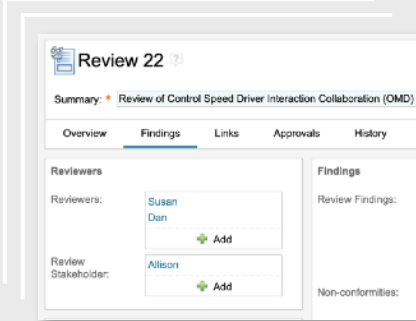 Review 22 ?
Summary: * Review of Control Speed Driver Interaction Collaboration (OMD)
Overview Findings Links Approvals History
Reviewers
Reviewers:
Susan
Dan
Add
Review
Stakeholder:
Allison
Add
Findings
Review Findings:
Non-conformities: